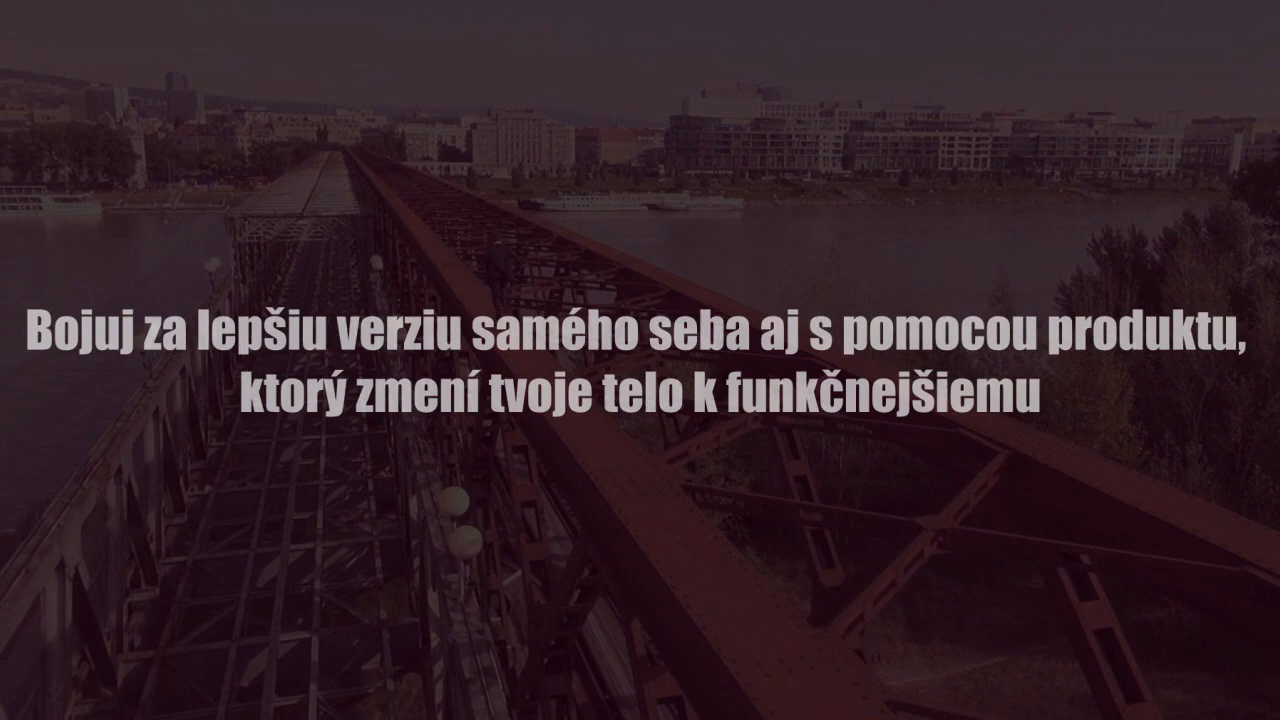 Bojuj za lepšiu verziu samého seba aj s pomocou produktu,
ktorý zmení tvoje telo k funkčnejšiemu